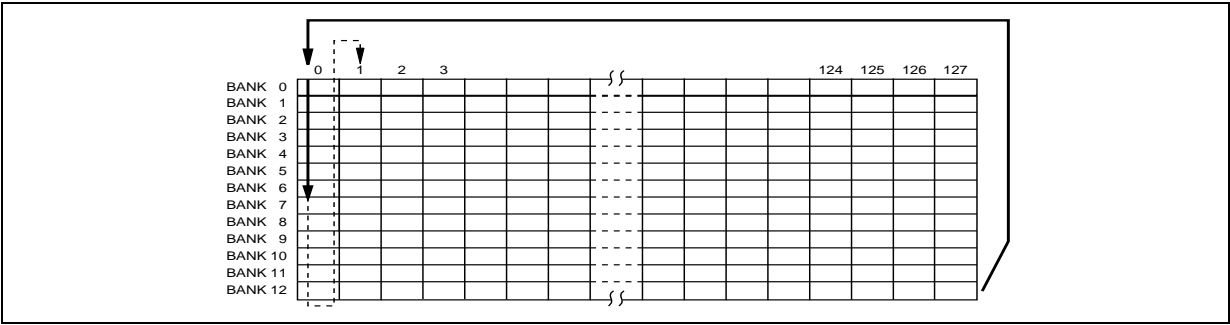 0 1 2 3 124 125 126 127
BANK 0
BANK 1
BANK 2
BANK 3
BANK 4
BANK 5
BANK 6
BANK 7
BANK 8
BANK 9
BANK 10
BANK 11
BANK 12